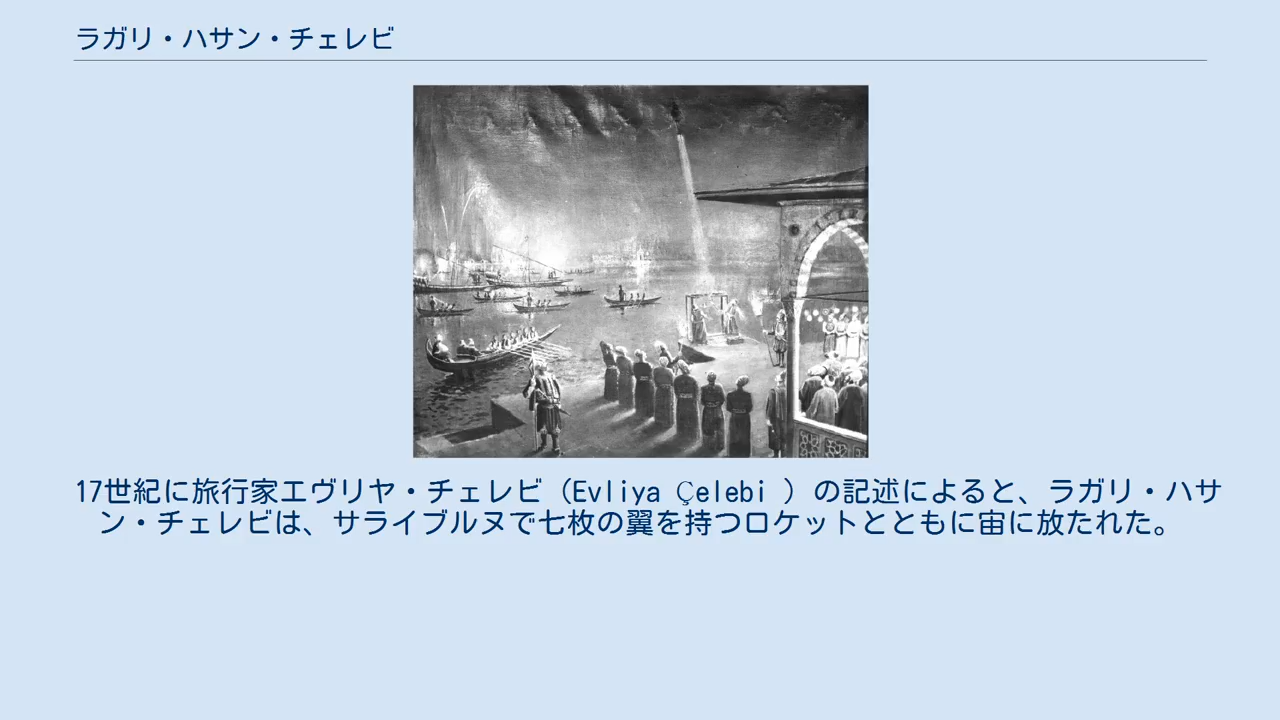 ラガリ・ハサン・チェレビ
17世紀に旅行家エヴリヤ・チェレビ（Evliya Çelebi ）の記述によると、ラガリ・ハサ
ン・チェレビは、サライブルヌで七枚の翼を持つロケットとともに宙に放たれた。